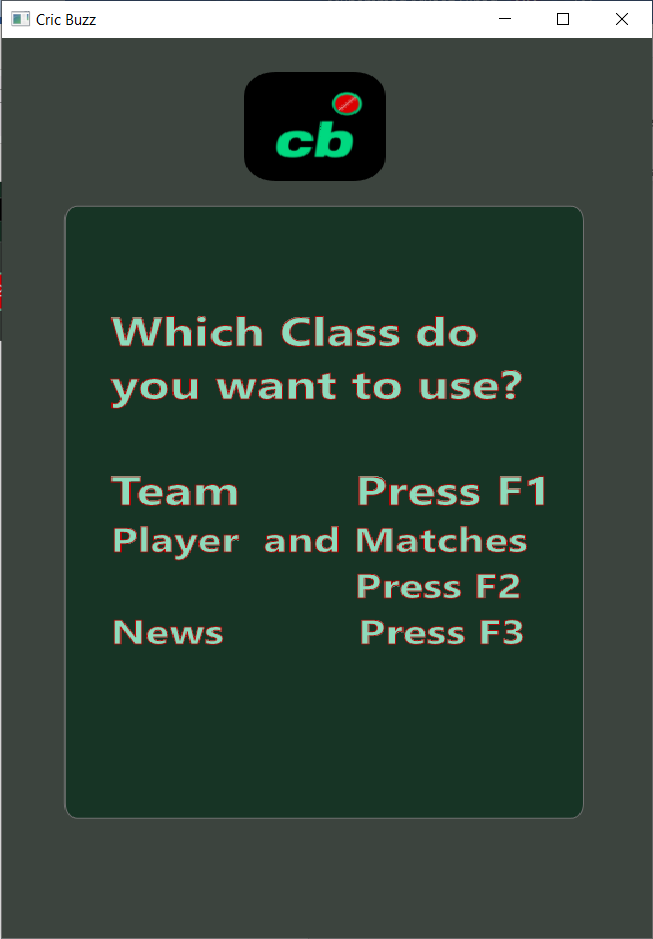 Cric Buzz
cb
Which Class do
you want to use?
Team Press F1
Player and Matches
Press F2
News Press F3